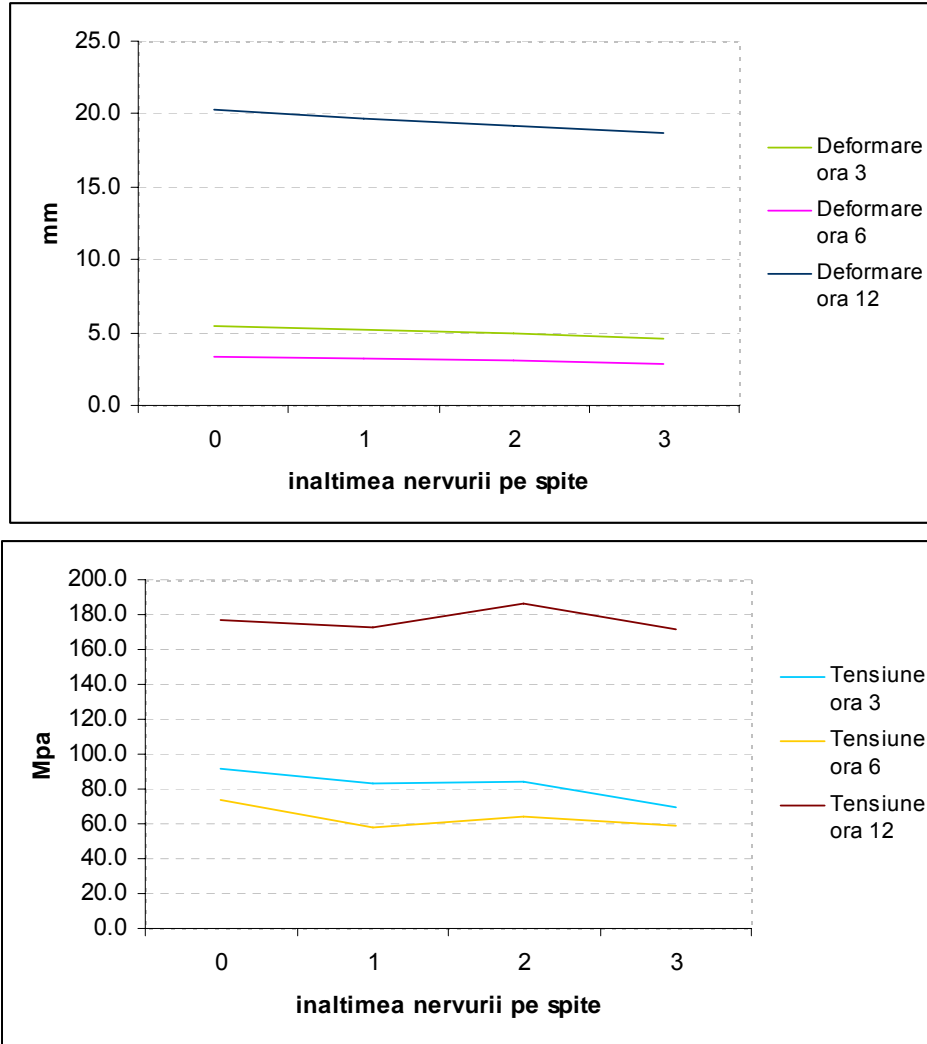 25.0
20.0
15.0
10.0
5.0
0.0
mm
0 1 2 3
inaltimea nervurii pe spite
Deformare
ora 3
Deformare
ora 6
Deformare
ora 12
200.0
180.0
160.0
140.0
120.0
100.0
80.0
60.0
40.0
20.0
0.0
Mpa
0 1 2 3
inaltimea nervurii pe spite
Tensiune
ora 3
Tensiune
ora 6
Tensiune
ora 12